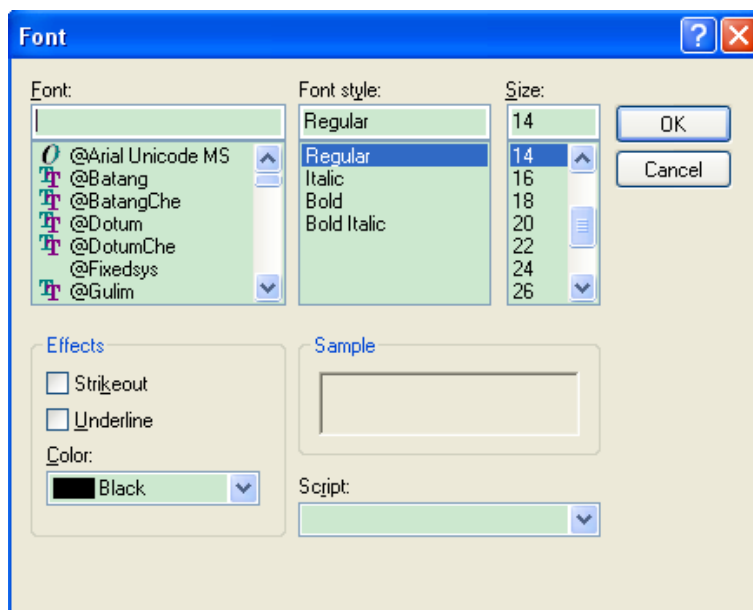 Font
Font:
Font style:
Size:
Regular
14
OK
Cancel
@Arial Unicode MS
@Batang
@BatangChe
@Dotum
@DotumChe
@Fixedsys
@Gulim
Regular
Italic
Bold
Bold Italic
14
16
18
20
22
24
26
Effects
Strikeout
Underline
Color:
Black
Sample
Script: